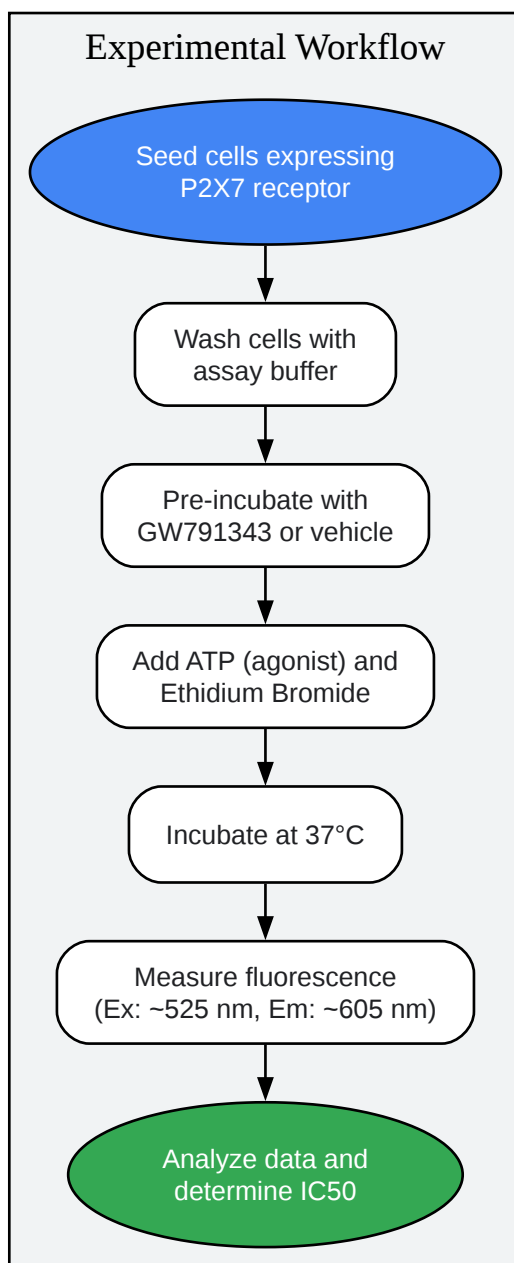 Experimental Workflow
Seed cells expressing
P2X7 receptor
Wash cells with
assay buffer
Pre-incubate with
GW791343 or vehicle
Add ATP (agonist) and
Ethidium Bromide
Incubate at 37°C
Measure fluorescence
(Ex: ~525 nm, Em: ~605 nm)
Analyze data and
determine IC50